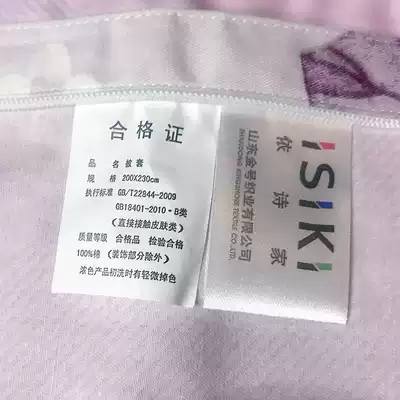 合格证
品 名 被 套
规 格 200X230cm
执行标准 GB/T22844-2009
GB18401-2010·B类
(直接接触皮肤类)
质量等级 合格品 检验合格
100%棉 (装饰部分除外)
浓色产品初洗时有轻微掉色
iSiKi
依诗家
山东金号织业有限公司
SHANDONG KINGSHORE TEXTILE CO.,LTD.